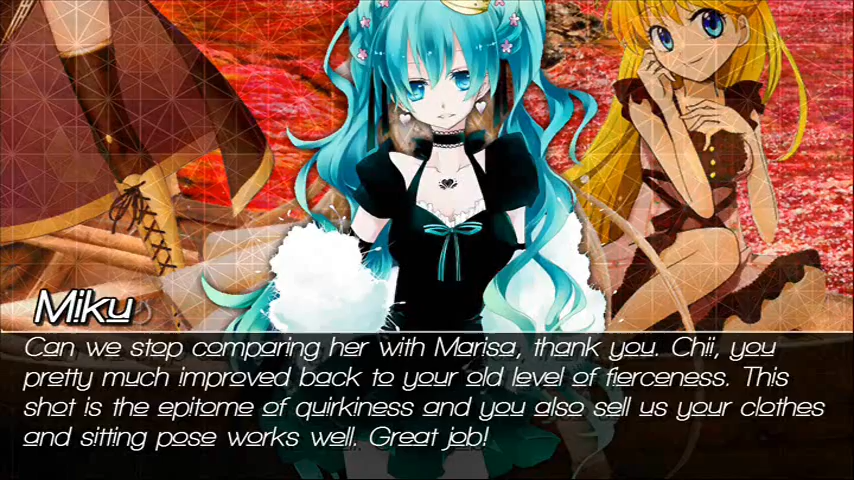 Miku
Can we stop comparing her with Marisa, thank you. Chii, you
pretty much improved back to your old level of fierceness. This
shot is the epitome of quirkiness and you also sell us your clothes
and sitting pose works well. Great job!